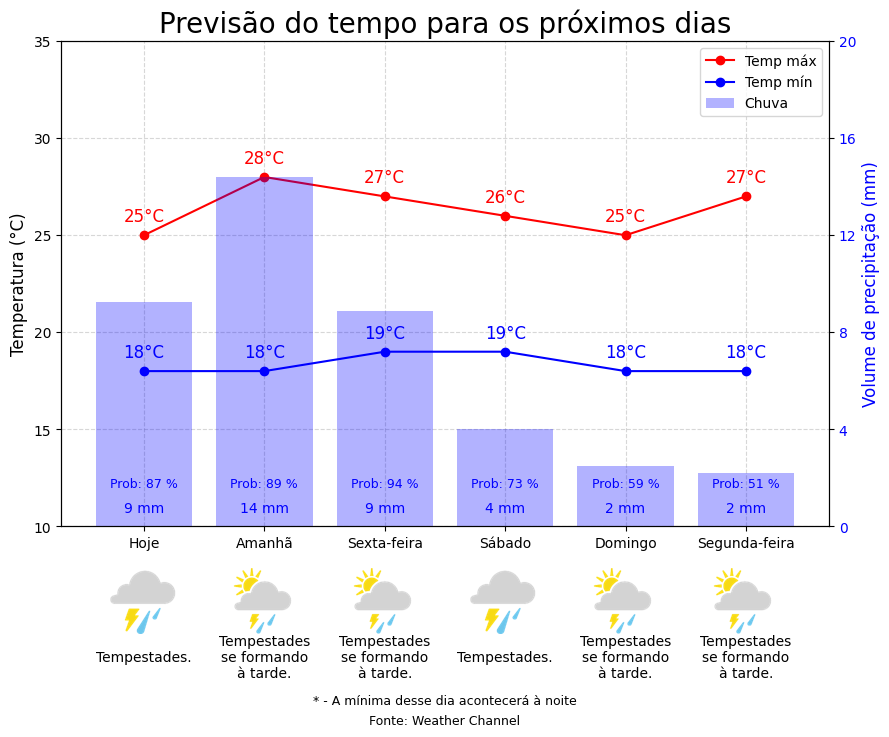 Previsão do tempo para os próximos dias
35
30
25
20
15
10
Temperatura (°C)
20
16
12
8
4
0
Volume de precipitação (mm)
Temp máx
Temp mín
Chuva
25°C
28°C
27°C
26°C
25°C
27°C
18°C
18°C
19°C
19°C
18°C
18°C
Prob: 87 %
Prob: 89 %
Prob: 94 %
Prob: 73 %
Prob: 59 %
Prob: 51 %
9 mm
14 mm
9 mm
4 mm
2 mm
2 mm
Hoje
Amanhã
Sexta-feira
Sábado
Domingo
Segunda-feira
Tempestades.
Tempestades
se formando
à tarde.
Tempestades
se formando
à tarde.
Tempestades.
Tempestades
se formando
à tarde.
Tempestades
se formando
à tarde.
* - A mínima desse dia acontecerá à noite
Fonte: Weather Channel